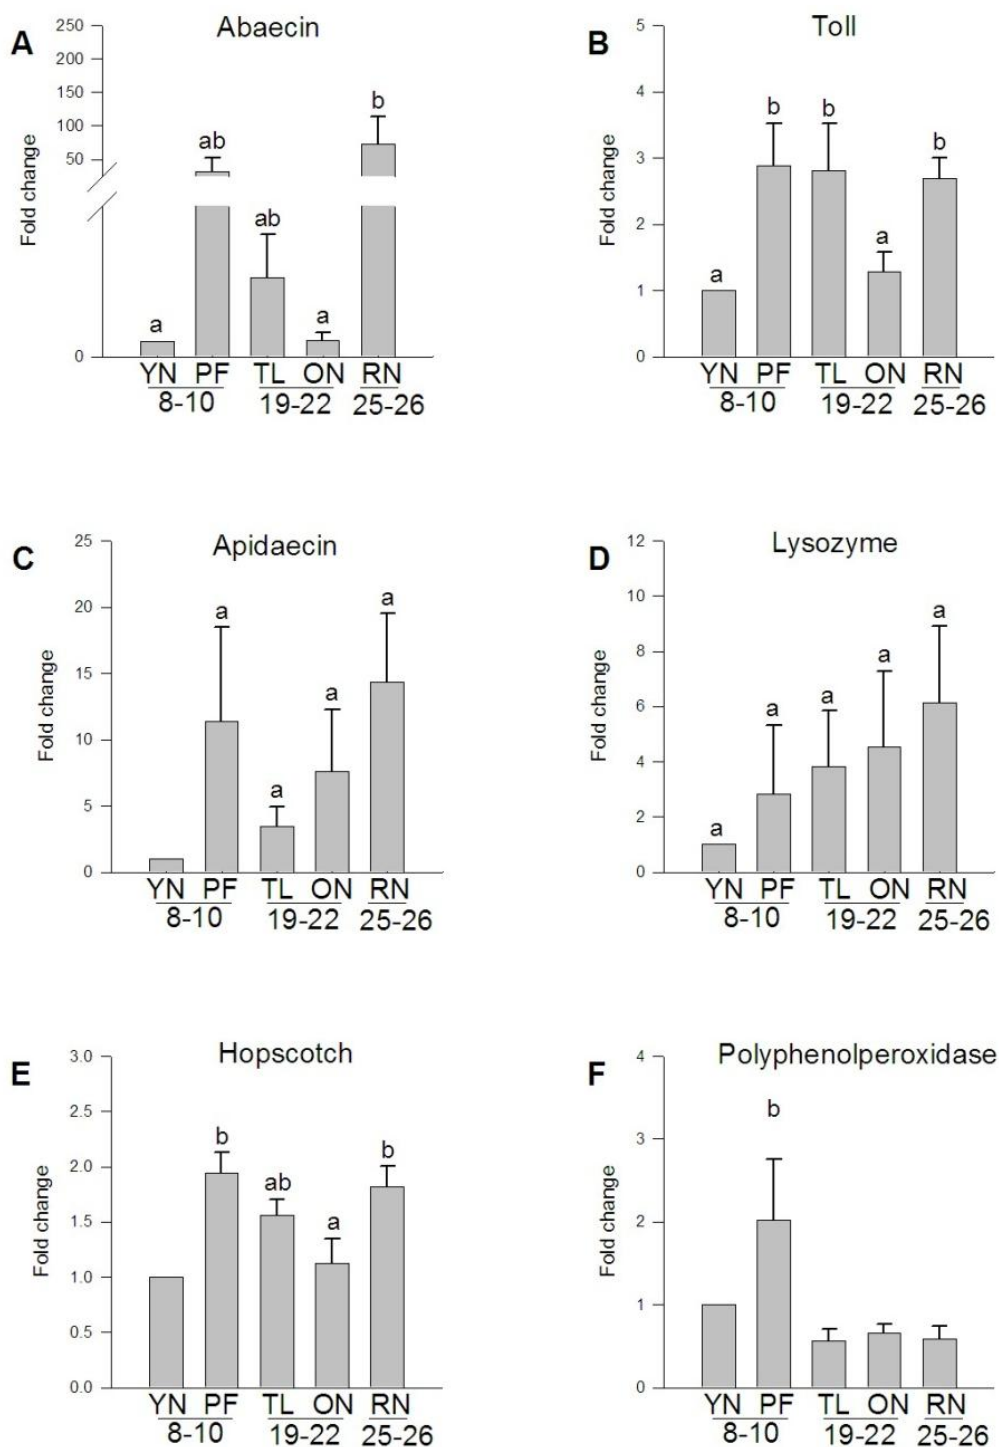 A
Abaecin
250
200
150
100
50
0
Fold change
a
ab
ab
a
b
YN PF TL ON RN
8-10 19-22 25-26
B
Toll
5
4
3
2
1
0
Fold change
a
b
b
a
b
YN PF TL ON RN
8-10 19-22 25-26
C
Apidaecin
25
20
15
10
5
0
Fold change
a
a
a
a
YN PF TL ON RN
8-10 19-22 25-26
D
Lysozyme
12
10
8
6
4
2
0
Fold change
a
a
a
a
a
YN PF TL ON RN
8-10 19-22 25-26
E
Hopscotch
3.0
2.5
2.0
1.5
1.0
0.5
0.0
Fold change
b
ab
a
b
YN PF TL ON RN
8-10 19-22 25-26
F
Polyphenolperoxidase
4
3
2
1
0
Fold change
b
YN PF TL ON RN
8-10 19-22 25-26